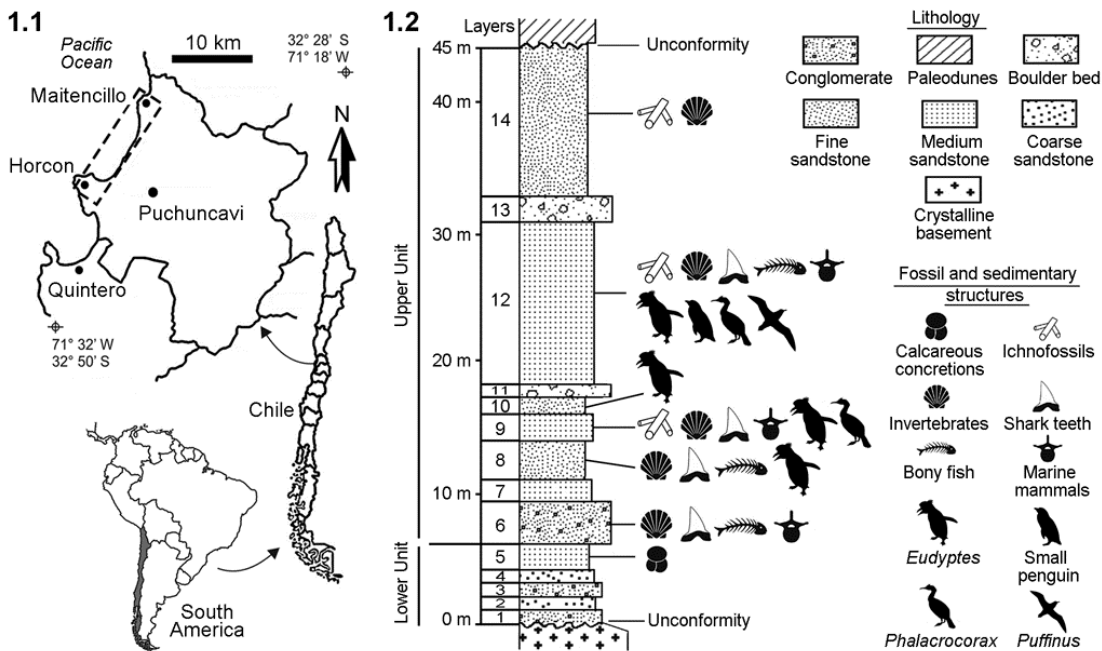 1.1
Pacific
Ocean
10 km
32° 28' S
71° 18' W
Maitencillo
N
Horcon
Puchuncavi
Quintero
71° 32' W
32° 50' S
Chile
South
America
1.2
Layers
45 m
40 m
30 m
20 m
10 m
0 m
Upper Unit
Lower Unit
14
13
12
11
10
9
8
7
6
5
4
3
2
1
Unconformity
Unconformity
Lithology
Conglomerate
Paleodunes
Boulder bed
Fine
sandstone
Medium
sandstone
Coarse
sandstone
Crystalline
basement
Fossil and sedimentary
structures
Calcareous
concretions
Ichnofossils
Invertebrates
Shark teeth
Bony fish
Marine
mammals
Eudyptes
Small
penguin
Phalacrocorax
Puffinus